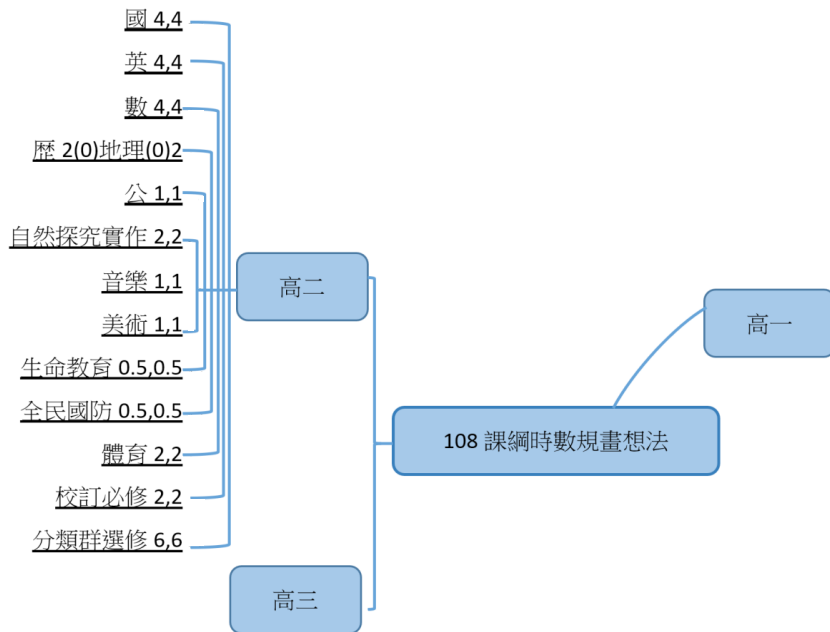 國 4,4
英 4,4
數 4,4
歷 2(0)地理(0)2
公 1,1
自然探究實作 2,2
音樂 1,1
美術 1,1
生命教育 0.5,0.5
全民國防 0.5,0.5
體育 2,2
校訂必修 2,2
分類群選修 6,6
高二
高三
108 課綱時數規畫想法
高一